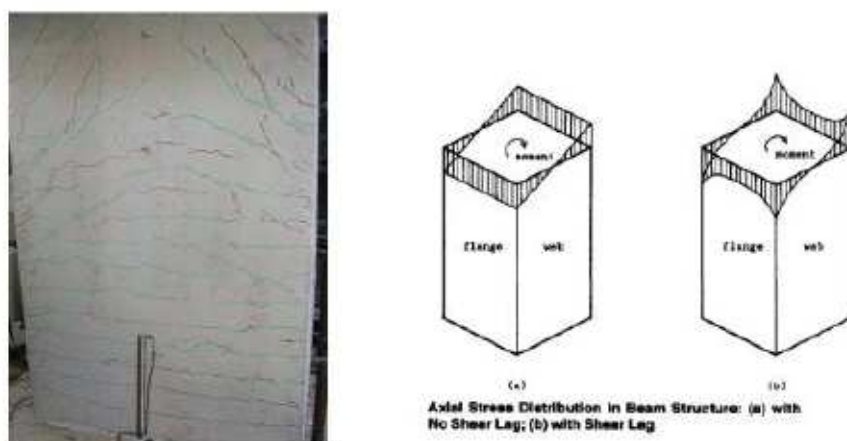 moment
moment
flange
web
flange
web
(a)
(b)
Axial Stress Distribution in Beam Structure: (a) with
No Shear Lag; (b) with Shear Lag